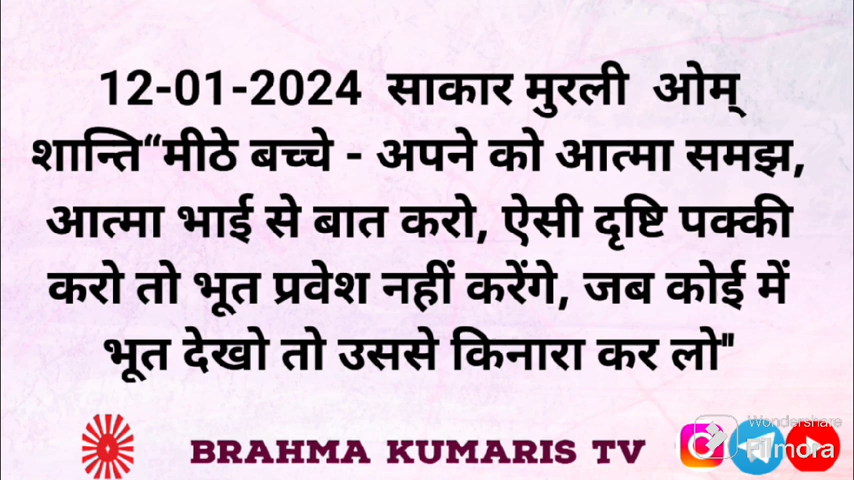 12-01-2024 साकार मुरली ओम्
शान्ति“मीठे बच्चे - अपने को आत्मा समझ,
आत्मा भाई से बात करो, ऐसी दृष्टि पक्की
करो तो भूत प्रवेश नहीं करेंगे, जब कोई में
भूत देखो तो उससे किनारा कर लो"
BRAHMA KUMARIS TV
Wondershare
Filmora